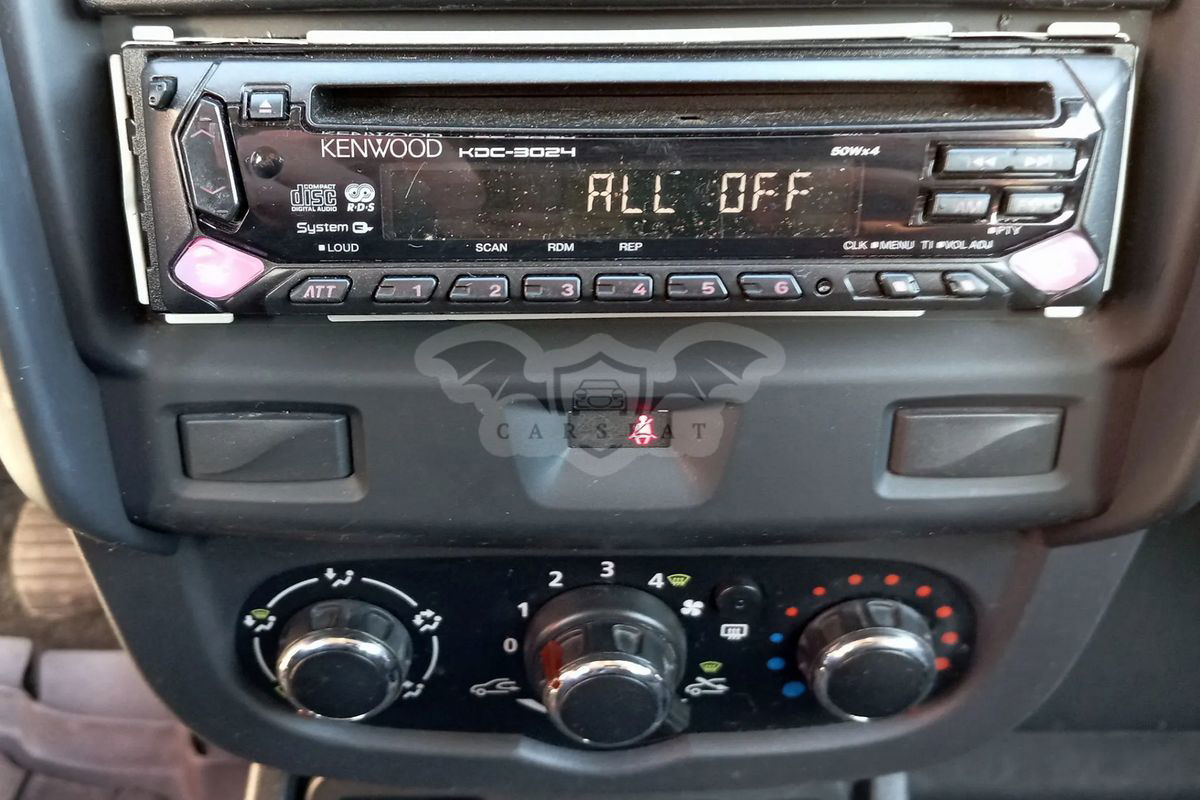 KENWOOD KDC-3024 50Wx4
COMPACT
disc
DIGITAL AUDIO
R·D·S
ALL OFF
AM
System
PTY
LOUD SCAN RDM REP CLK MENU TI VOL ADJ
ATT 1 2 3 4 5 6
CARSEAT
0 1 2 3 4